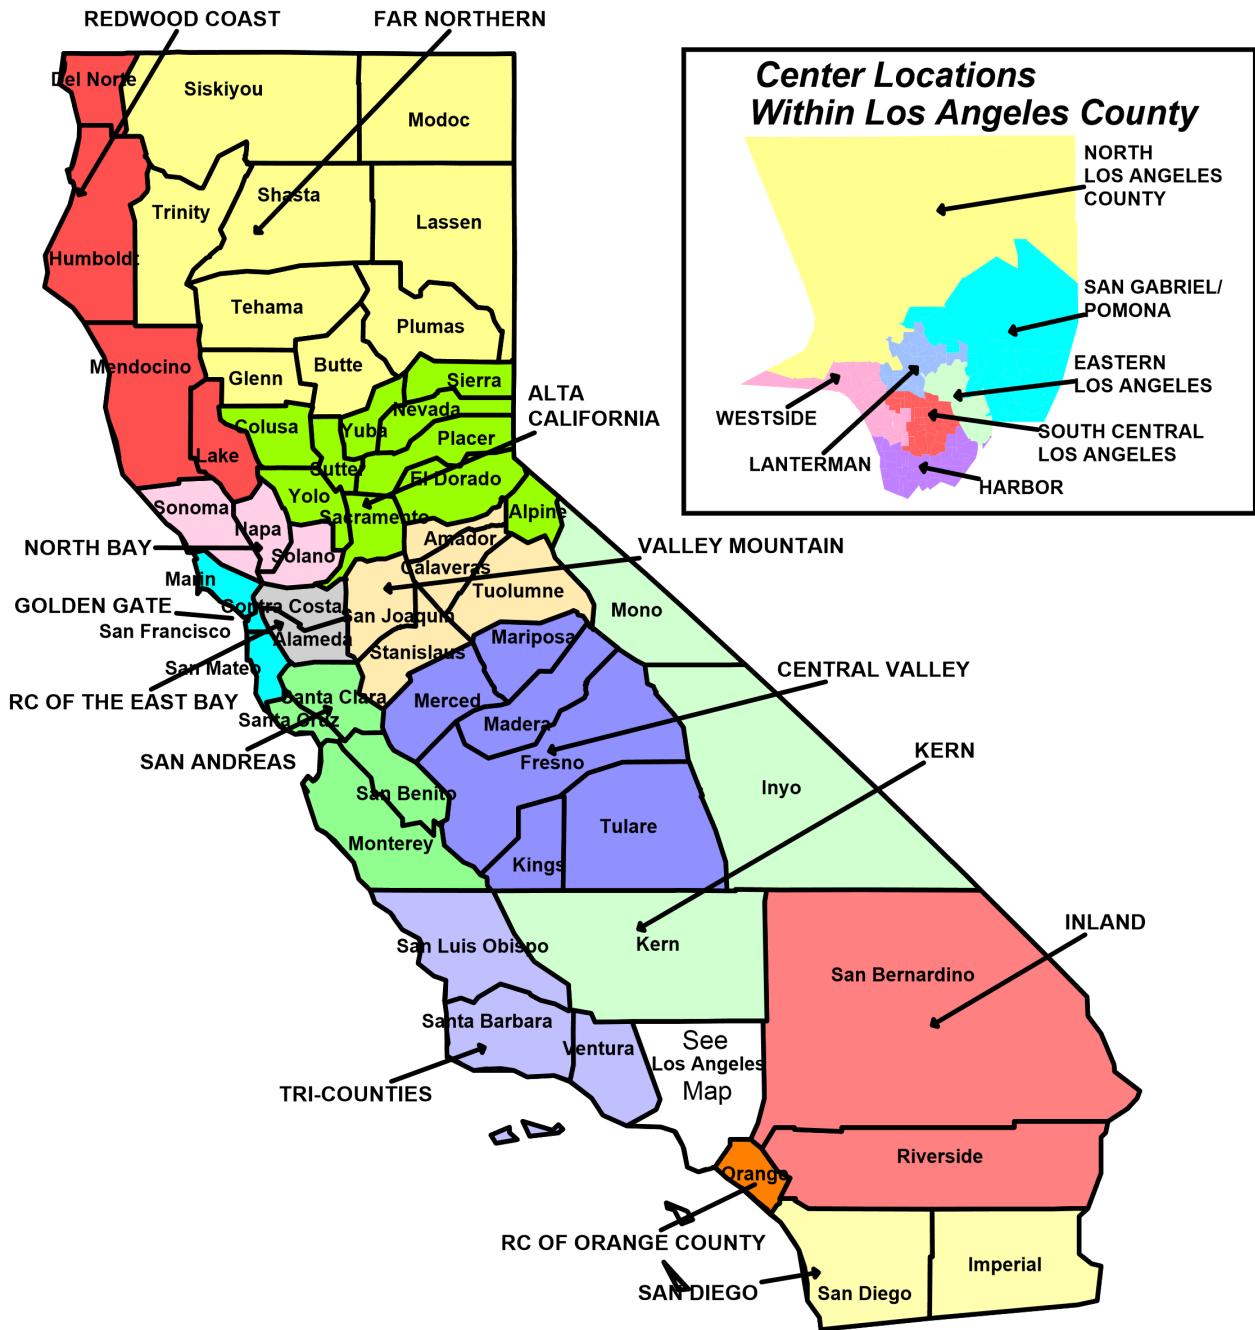 REDWOOD COAST
FAR NORTHERN
Center Locations
Within Los Angeles County
Del Norte
Siskiyou
Modoc
NORTH
LOS ANGELES
COUNTY
Trinity
Shasta
Lassen
Humboldt
SAN GABRIEL/
POMONA
Tehama
Plumas
Mendocino
Butte
Glenn
Sierra
EASTERN
LOS ANGELES
ALTA
CALIFORNIA
Nevada
Colusa
Yuba
Placer
WESTSIDE
SOUTH CENTRAL
LOS ANGELES
Lake
Sutter
El Dorado
LANTERMAN
HARBOR
Yolo
Sonoma
Sacramento
Alpine
Napa
Amador
NORTH BAY
Solano
VALLEY MOUNTAIN
Calaveras
Marin
Tuolumne
GOLDEN GATE
Contra Costa
San Joaquin
Mono
San Francisco
Alameda
Mariposa
Stanislaus
San Mateo
CENTRAL VALLEY
RC OF THE EAST BAY
Santa Clara
Merced
Santa Cruz
Madera
SAN ANDREAS
Fresno
KERN
San Benito
Inyo
Tulare
Monterey
Kings
INLAND
San Luis Obispo
Kern
San Bernardino
Santa Barbara
Ventura
See
Los Angeles
Map
TRI-COUNTIES
Riverside
Orange
RC OF ORANGE COUNTY
Imperial
SAN DIEGO
San Diego